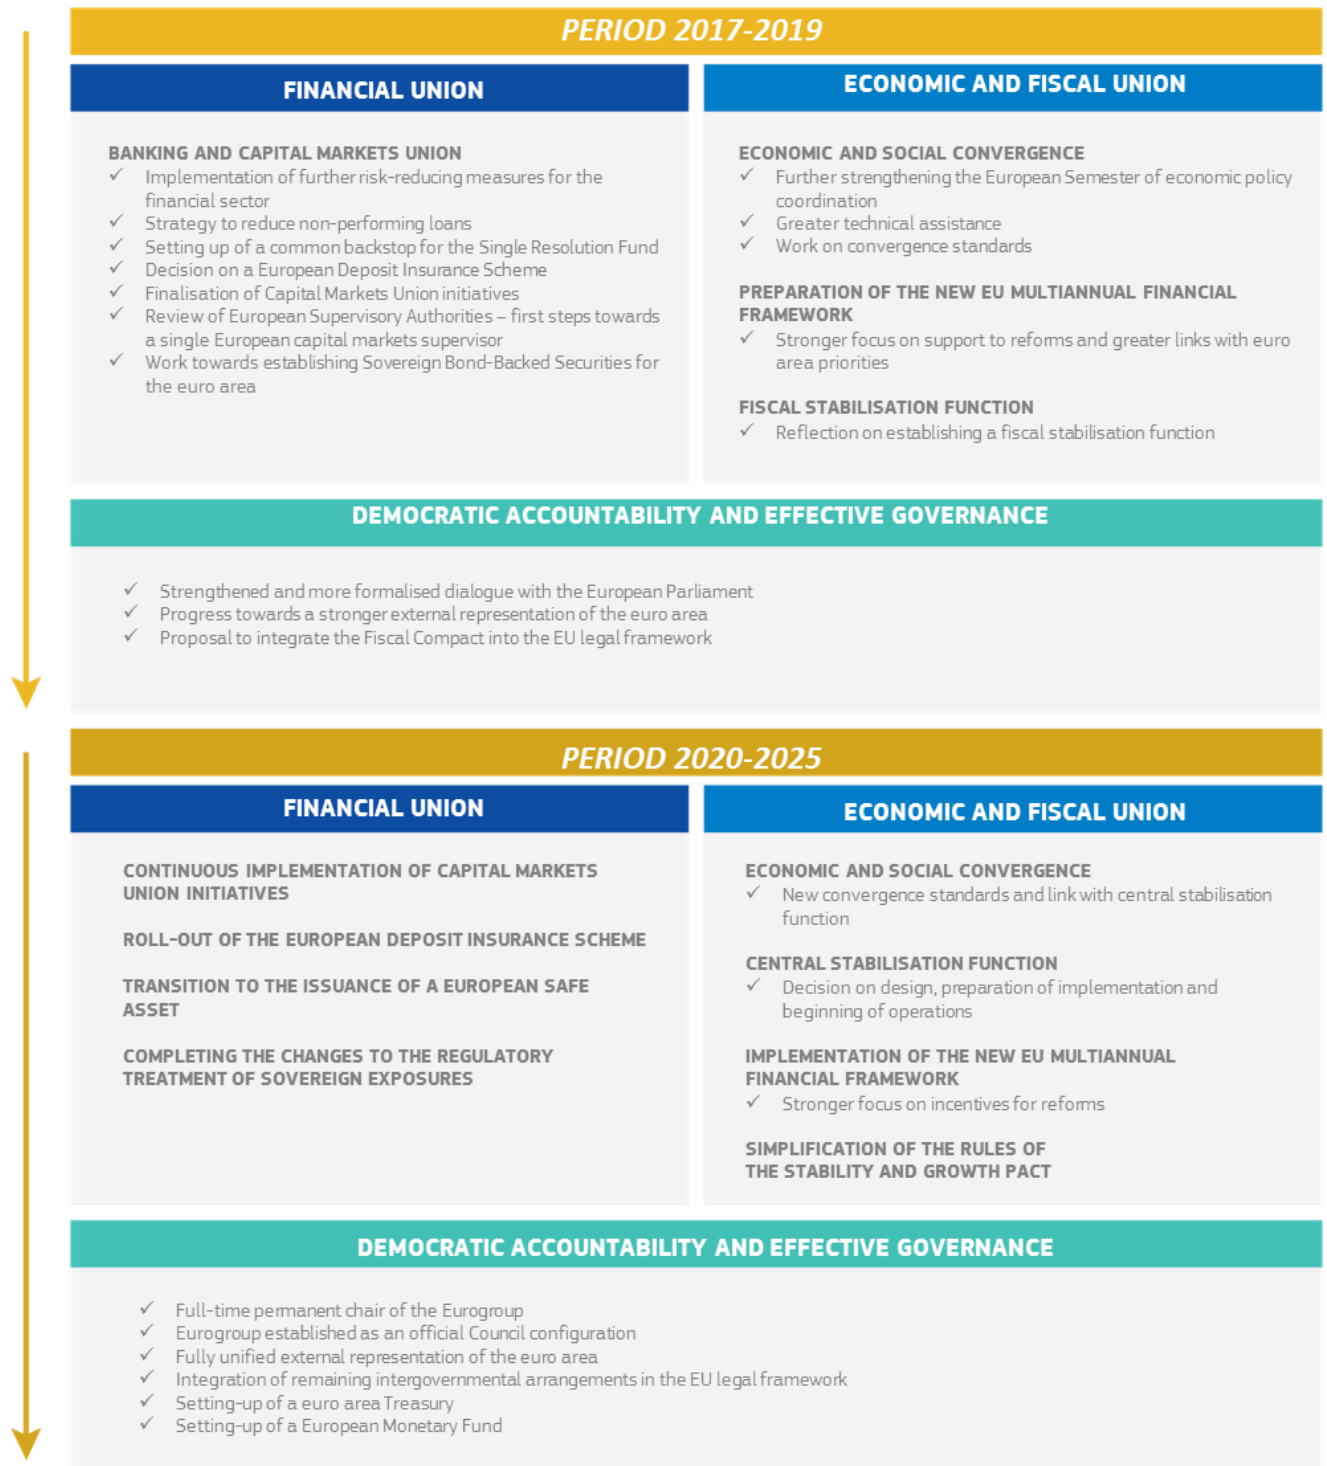 PERIOD 2017-2019
FINANCIAL UNION
BANKING AND CAPITAL MARKETS UNION
✓ Implementation of further risk-reducing measures for the
financial sector
✓ Strategy to reduce non-performing loans
✓ Setting up of a common backstop for the Single Resolution Fund
✓ Decision on a European Deposit Insurance Scheme
✓ Finalisation of Capital Markets Union initiatives
✓ Review of European Supervisory Authorities – first steps towards
a single European capital markets supervisor
✓ Work towards establishing Sovereign Bond-Backed Securities for
the euro area
ECONOMIC AND FISCAL UNION
ECONOMIC AND SOCIAL CONVERGENCE
✓ Further strengthening the European Semester of economic policy
coordination
✓ Greater technical assistance
✓ Work on convergence standards
PREPARATION OF THE NEW EU MULTIANNUAL FINANCIAL
FRAMEWORK
✓ Stronger focus on support to reforms and greater links with euro
area priorities
FISCAL STABILISATION FUNCTION
✓ Reflection on establishing a fiscal stabilisation function
DEMOCRATIC ACCOUNTABILITY AND EFFECTIVE GOVERNANCE
✓ Strengthened and more formalised dialogue with the European Parliament
✓ Progress towards a stronger external representation of the euro area
✓ Proposal to integrate the Fiscal Compact into the EU legal framework
PERIOD 2020-2025
FINANCIAL UNION
CONTINUOUS IMPLEMENTATION OF CAPITAL MARKETS
UNION INITIATIVES
ROLL-OUT OF THE EUROPEAN DEPOSIT INSURANCE SCHEME
TRANSITION TO THE ISSUANCE OF A EUROPEAN SAFE
ASSET
COMPLETING THE CHANGES TO THE REGULATORY
TREATMENT OF SOVEREIGN EXPOSURES
ECONOMIC AND FISCAL UNION
ECONOMIC AND SOCIAL CONVERGENCE
✓ New convergence standards and link with central stabilisation
function
CENTRAL STABILISATION FUNCTION
✓ Decision on design, preparation of implementation and
beginning of operations
IMPLEMENTATION OF THE NEW EU MULTIANNUAL
FINANCIAL FRAMEWORK
✓ Stronger focus on incentives for reforms
SIMPLIFICATION OF THE RULES OF
THE STABILITY AND GROWTH PACT
DEMOCRATIC ACCOUNTABILITY AND EFFECTIVE GOVERNANCE
✓ Full-time permanent chair of the Eurogroup
✓ Eurogroup established as an official Council configuration
✓ Fully unified external representation of the euro area
✓ Integration of remaining intergovernmental arrangements in the EU legal framework
✓ Setting-up of a euro area Treasury
✓ Setting-up of a European Monetary Fund